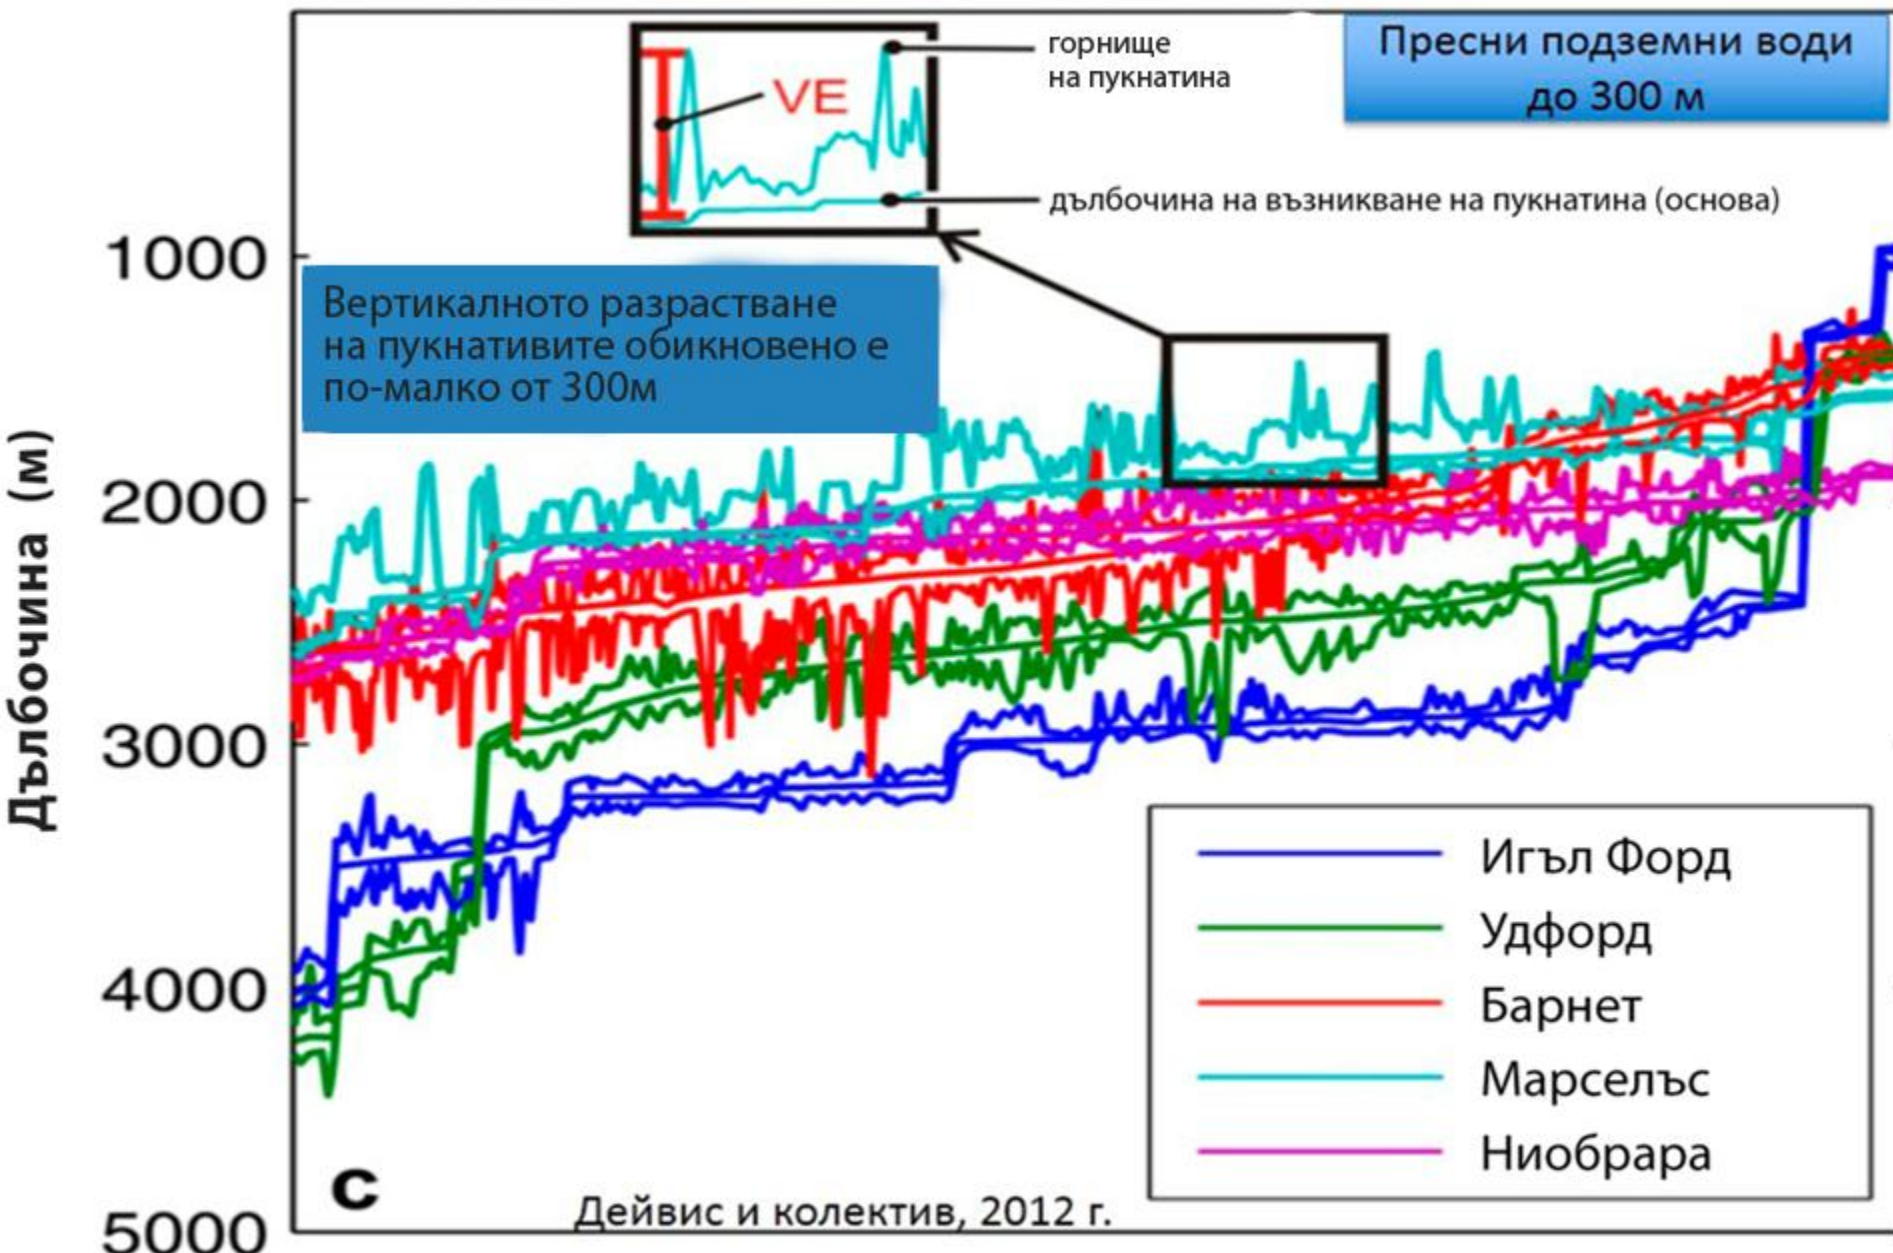 горнище
на пукнатина
Пресни подземни води
до 300 м
VE
дълбочина на възникване на пукнатина (основа)
1000
Вертикалното разрастване
на пукнативите обикновено е
по-малко от 300м
2000
Дълбочина (м)
3000
Игъл Форд
Удфорд
4000
Барнет
Марселъс
Ниобрара
C
Дейвис и колектив, 2012 г.
5000